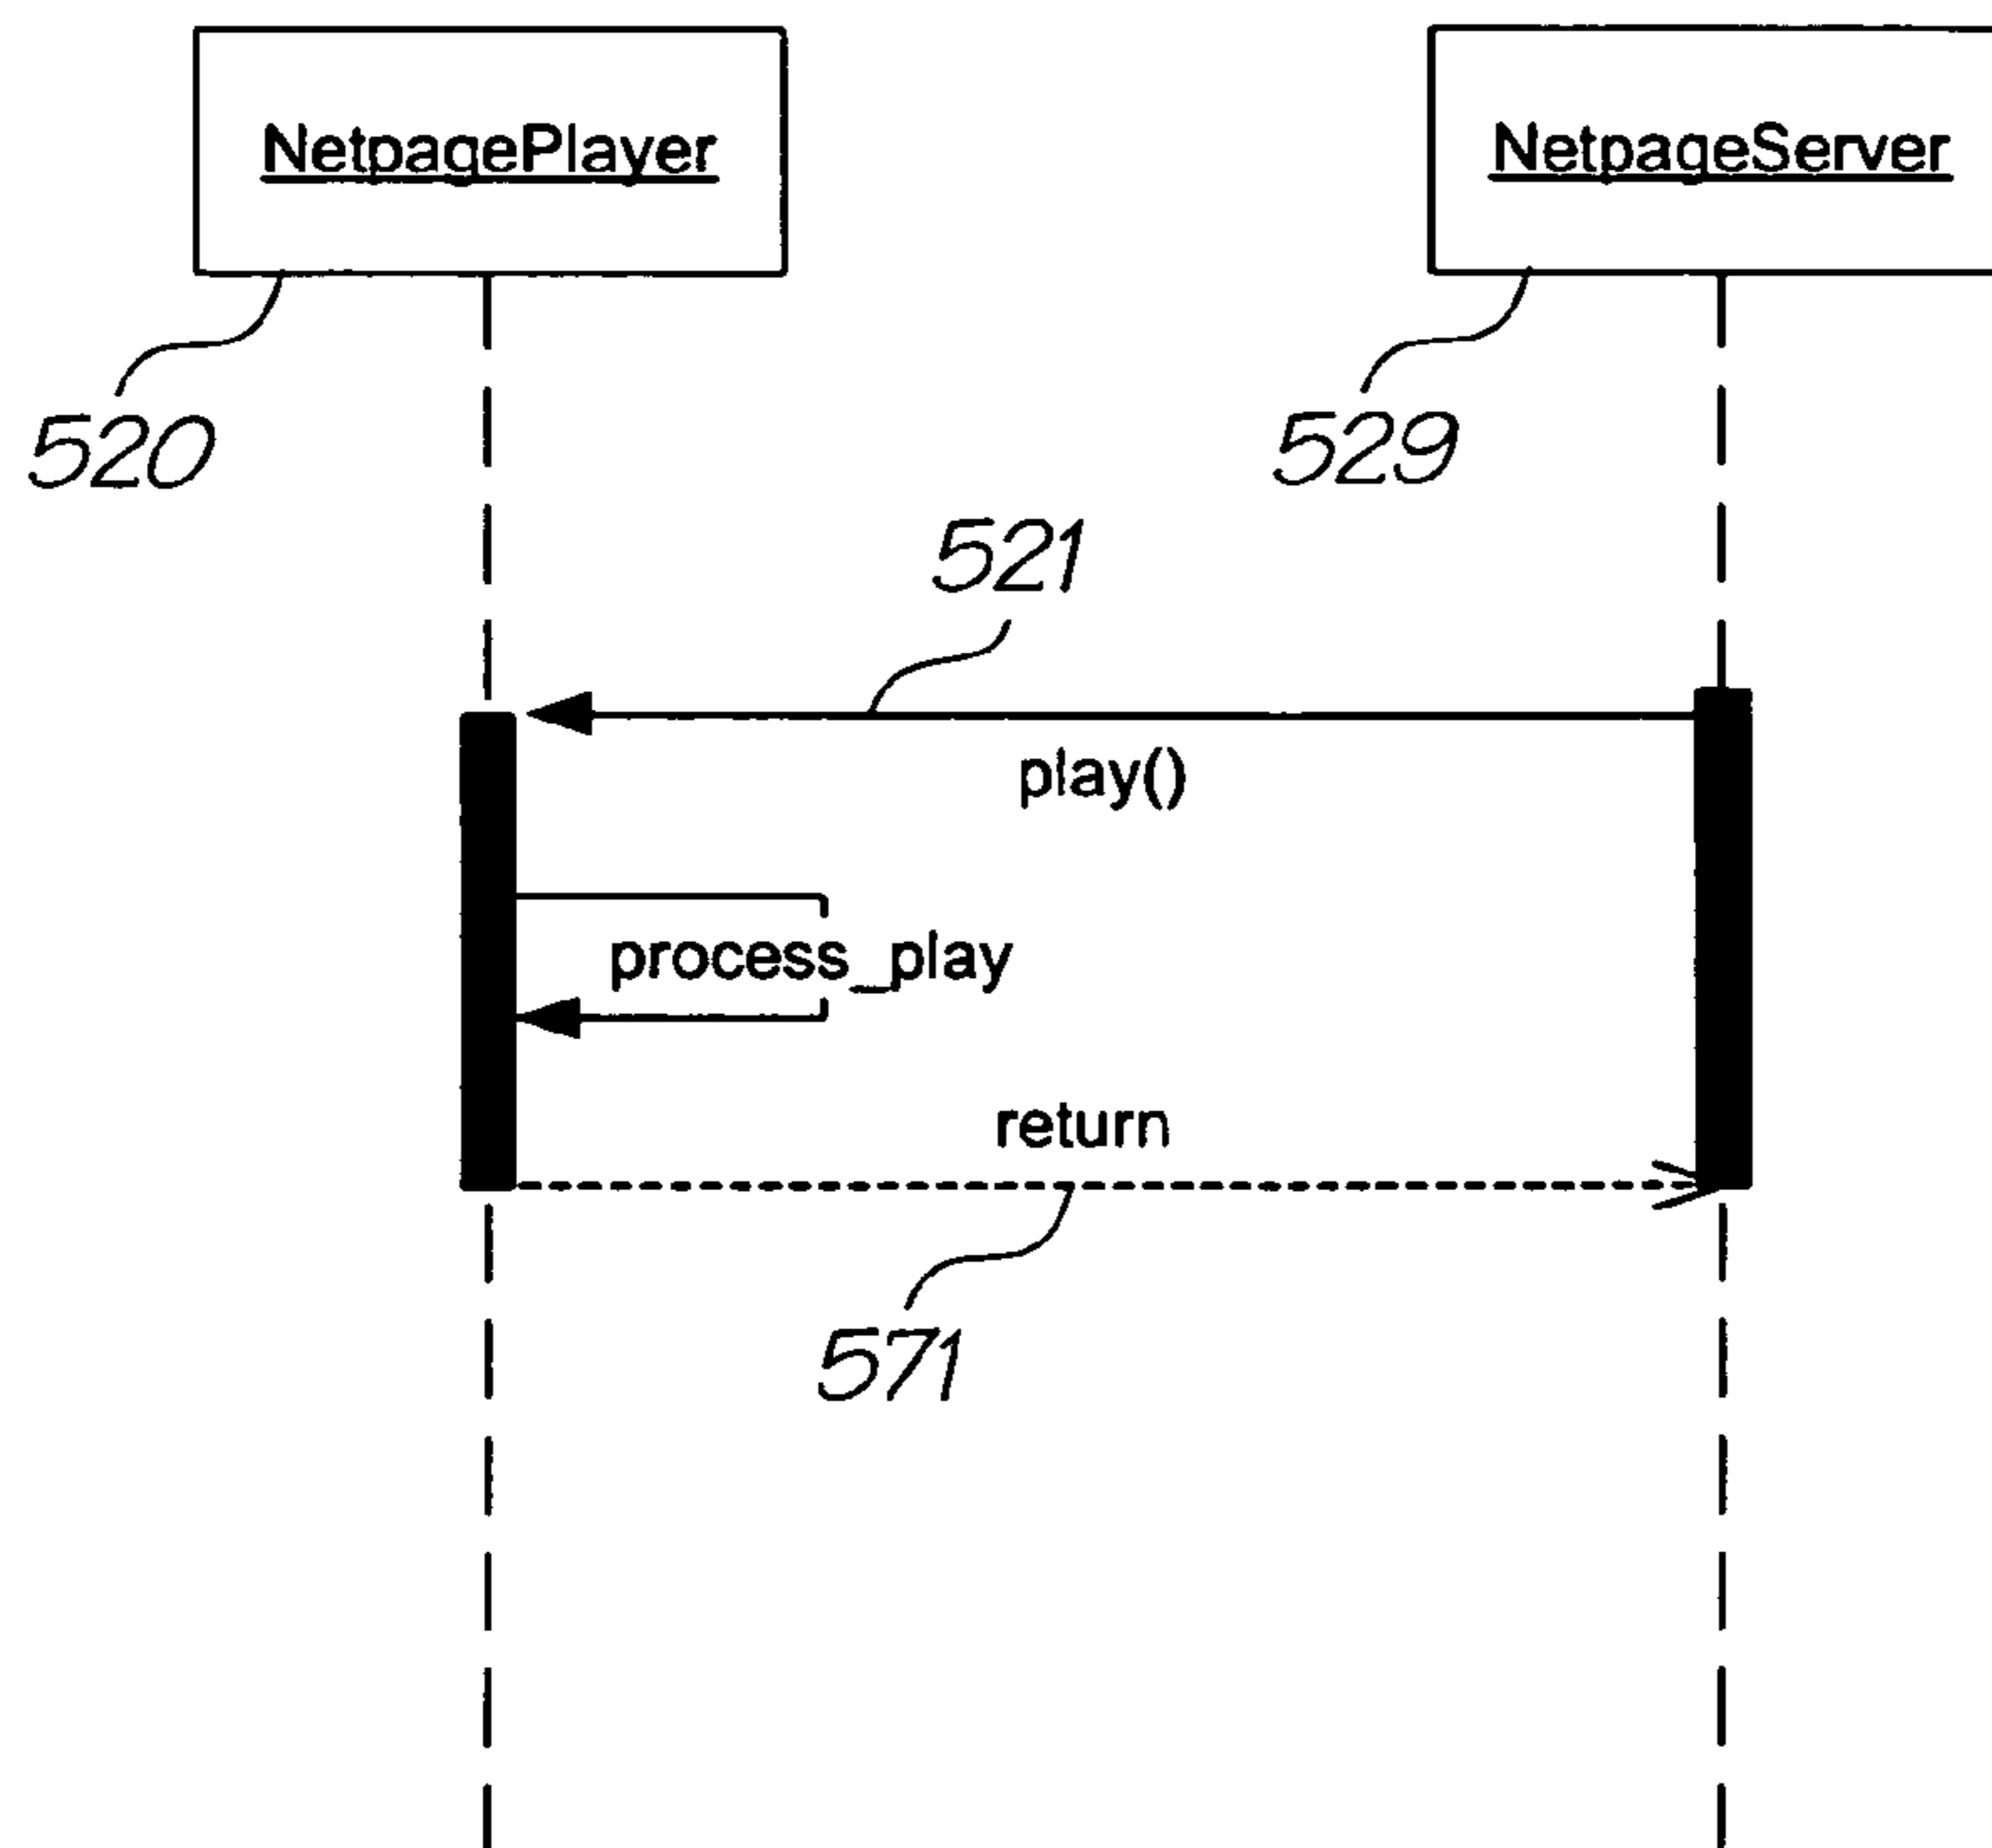 NetpagePlayer
NetpageServer
520
529
521
play()
process_play
return
571